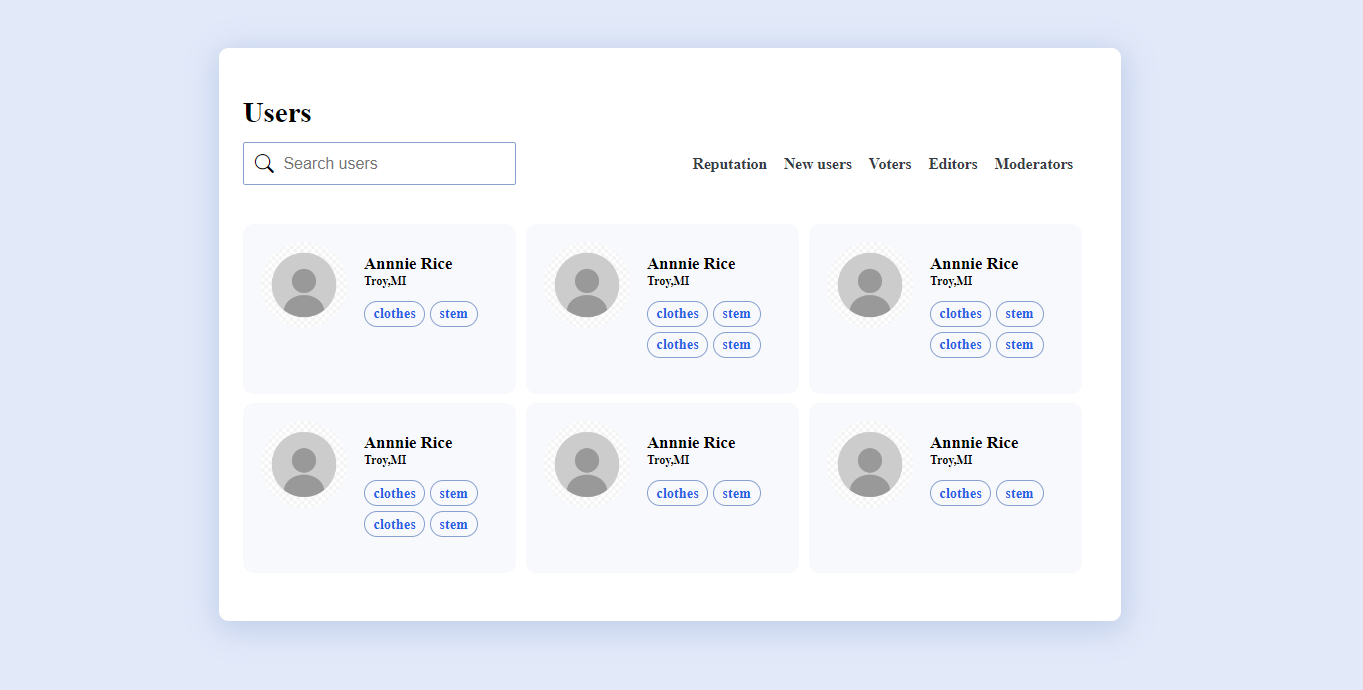 Users
Search users
Reputation New users Voters Editors Moderators
Annnie Rice
Troy,MI
clothes stem
Annnie Rice
Troy,MI
clothes stem
clothes stem
Annnie Rice
Troy,MI
clothes stem
clothes stem
Annnie Rice
Troy,MI
clothes stem
clothes stem
Annnie Rice
Troy,MI
clothes stem
Annnie Rice
Troy,MI
clothes stem